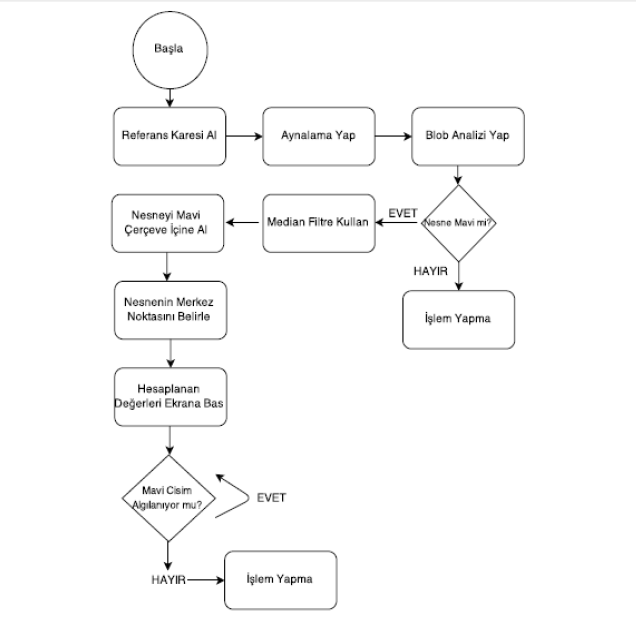 Başla
Referans Karesi Al
Aynalama Yap
Blob Analizi Yap
Nesne Mavi mi?
EVET
Median Filtre Kullan
Nesneyi Mavi
Çerçeve İçine Al
HAYIR
İşlem Yapma
Nesnenin Merkez
Noktasını Belirle
Hesaplanan
Değerleri Ekrana Bas
Mavi Cisim
Algılanıyor mu?
EVET
HAYIR
İşlem Yapma